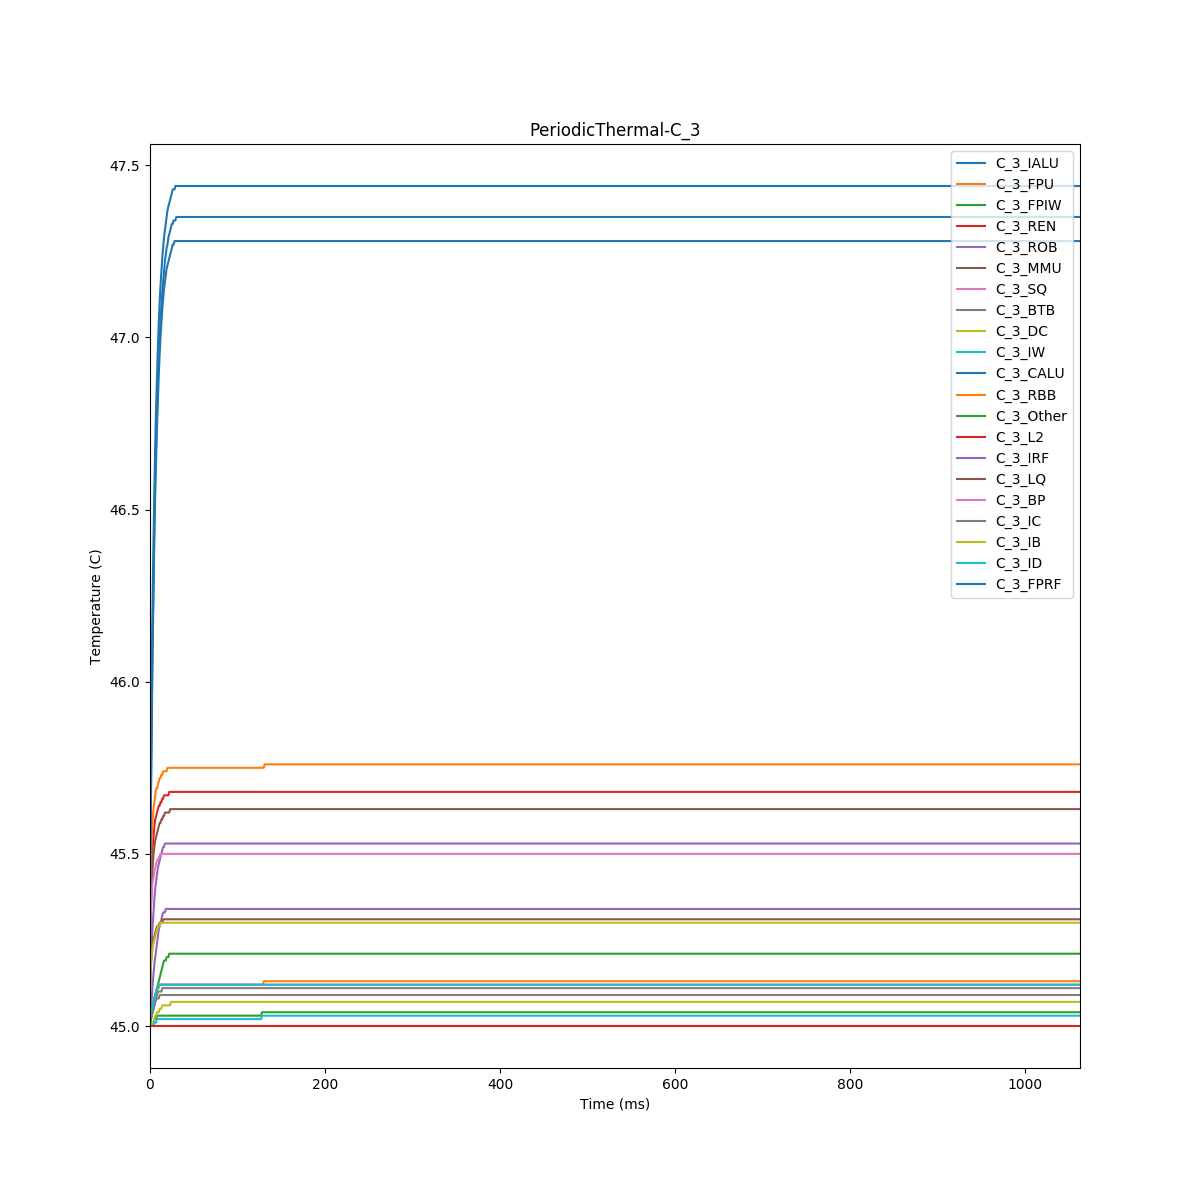 PeriodicThermal-C_3
47.5
47.0
46.5
46.0
45.5
45.0
Temperature (C)
0
200
400
600
800
1000
Time (ms)
C_3_IALU
C_3_FPU
C_3_FPIW
C_3_REN
C_3_ROB
C_3_MMU
C_3_SQ
C_3_BTB
C_3_DC
C_3_IW
C_3_CALU
C_3_RBB
C_3_Other
C_3_L2
C_3_IRF
C_3_LQ
C_3_BP
C_3_IC
C_3_IB
C_3_ID
C_3_FPRF